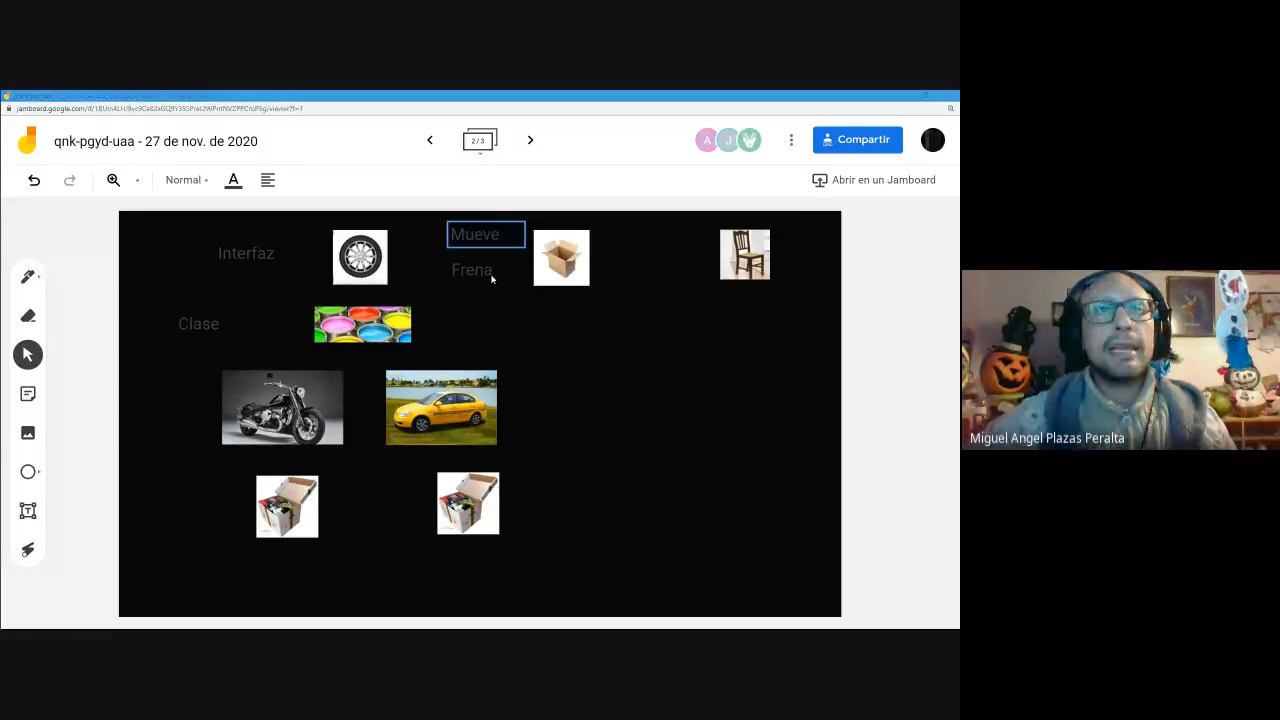 qnk-pgyd-uaa - 27 de nov. de 2020
2/3
A
J
Compartir
Normal
A
Abrir en un Jamboard
Mueve
Interfaz
Frena
Clase
Miguel Angel Plazas Peralta